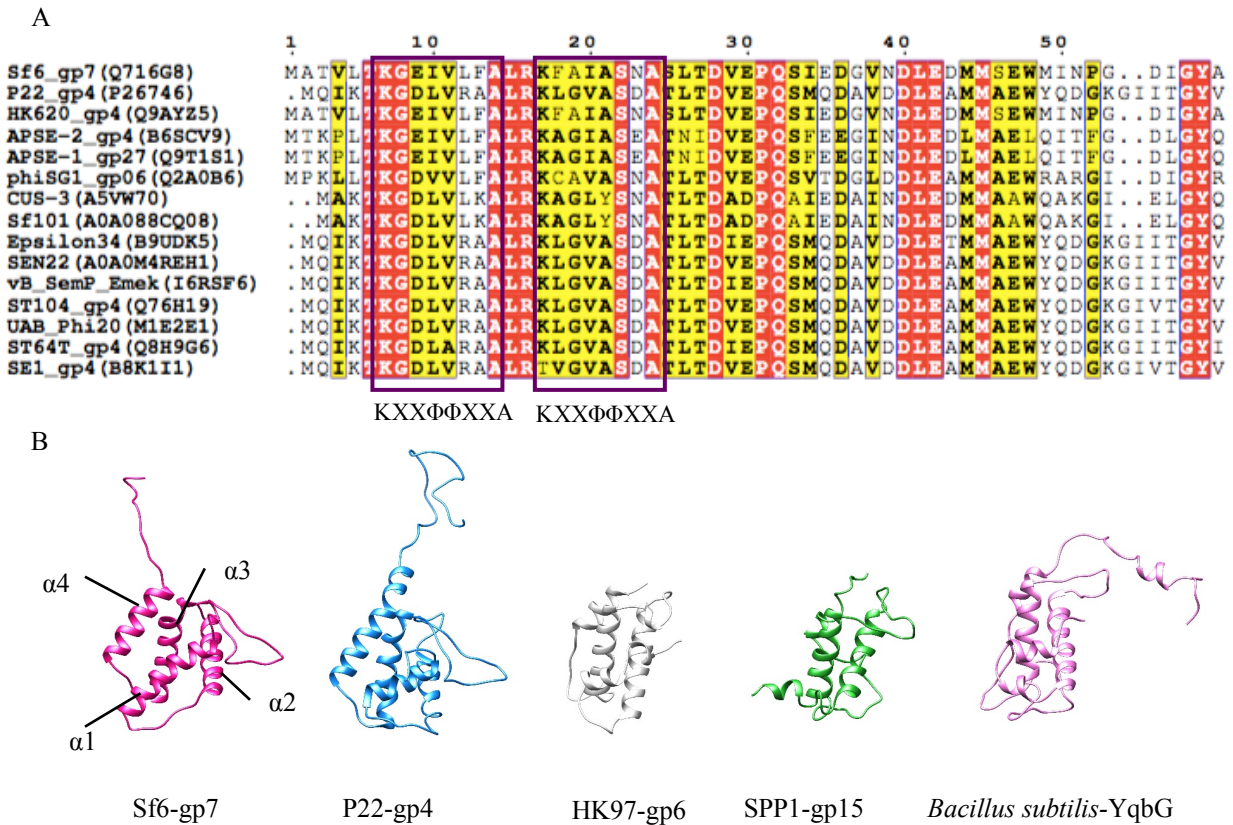 A
1 10 20 30 40 50
Sf6_gp7(Q716G8) MATVLTKGEIVLFALRKFAIASNASLTDVEPQSIEDGVNDLEDMMSEWMINPG..DIGYA
P22_gp4(P26746) .MQIKTKGDLVRAALRKLGVASDATLTDVEPQSMQDAVDDLEAMMAEWYQDGKGIITGYV
HK620_gp4(Q9AYZ5) MATVLTKGEIVLFALRKFAIASNASLTDVEPQSIEDGVNDLEDMMSEWMINPG..DIGYA
APSE-2_gp4(B6SCV9) MTKPLTKGEIVLFALRKAGIASEATNIDVEPQSFEEGINDLEDLMAELQITFG..DLGYQ
APSE-1_gp27(Q9T1S1) MTKPLTKGEIVLFALRKAGIASEATNIDVEPQSFEEGINDLEDLMAELQITFG..DLGYQ
phiSG1_gp06(Q2A0B6) MPKLLTKGDVVLFALRKCAVASNATLTDVEPQSVTDGLDDLEDMMAEWRARGI..DIGYR
CUS-3(A5VW70) ..MAKTKGDLVLKALRKAGLYSNATLTDADPQAIEDAINDLEDMMAAWQAKGI..ELGYQ
Sf101(A0A088CQ08) ..MAKTKGDLVLKALRKAGLYSNATLTDADPQAIEDAINDLEDMMAAWQAKGI..ELGYQ
Epsilon34(B9UDK5) .MQIKTKGDLVRAALRKLGVASDATLTDIEPQSMQDAVDDLETMMAEWYQDGKGIITGYV
SEN22(A0A0M4REH1) .MQIKTKGDLVRAALRKLGVASDATLTDIEPQSMQDAVDDLETMMAEWYQDGKGIITGYV
vB_SemP_Emek(I6RSF6) .MQIKTKGDLVRAALRKLGVASDATLTDVEPQSMQDAVDDLEAMMAEWYQDGKGIITGYV
ST104_gp4(Q76H19) .MQIKTKGDLVRAALRKLGVASDATLTDVEPQSMQDAVDDLEAMMAEWYQDGKGIVTGYV
UAB_Phi20(M1E2E1) .MQIKTKGDLVRAALRKLGVASDATLTDVEPQSMQDAVDDLEAMMAEWYQDGKGIITGYV
ST64T_gp4(Q8H9G6) .MQIKTKGDLARAALRKLGVASDATLTDIEPQSMQDAVDDLEAMMAEWYQDGKGIITGYI
SE1_gp4(B8K1I1) .MQIKTKGDLVRAALRTVGVASDATLTDVEPQSMQDAVDDLEAMMAEWYQDGKGIVTGYV
KXXΦΦXXA KXXΦΦXXA
B
α4 α3
α1 α2
Sf6-gp7 P22-gp4 HK97-gp6 SPP1-gp15 Bacillus subtilis-YqbG